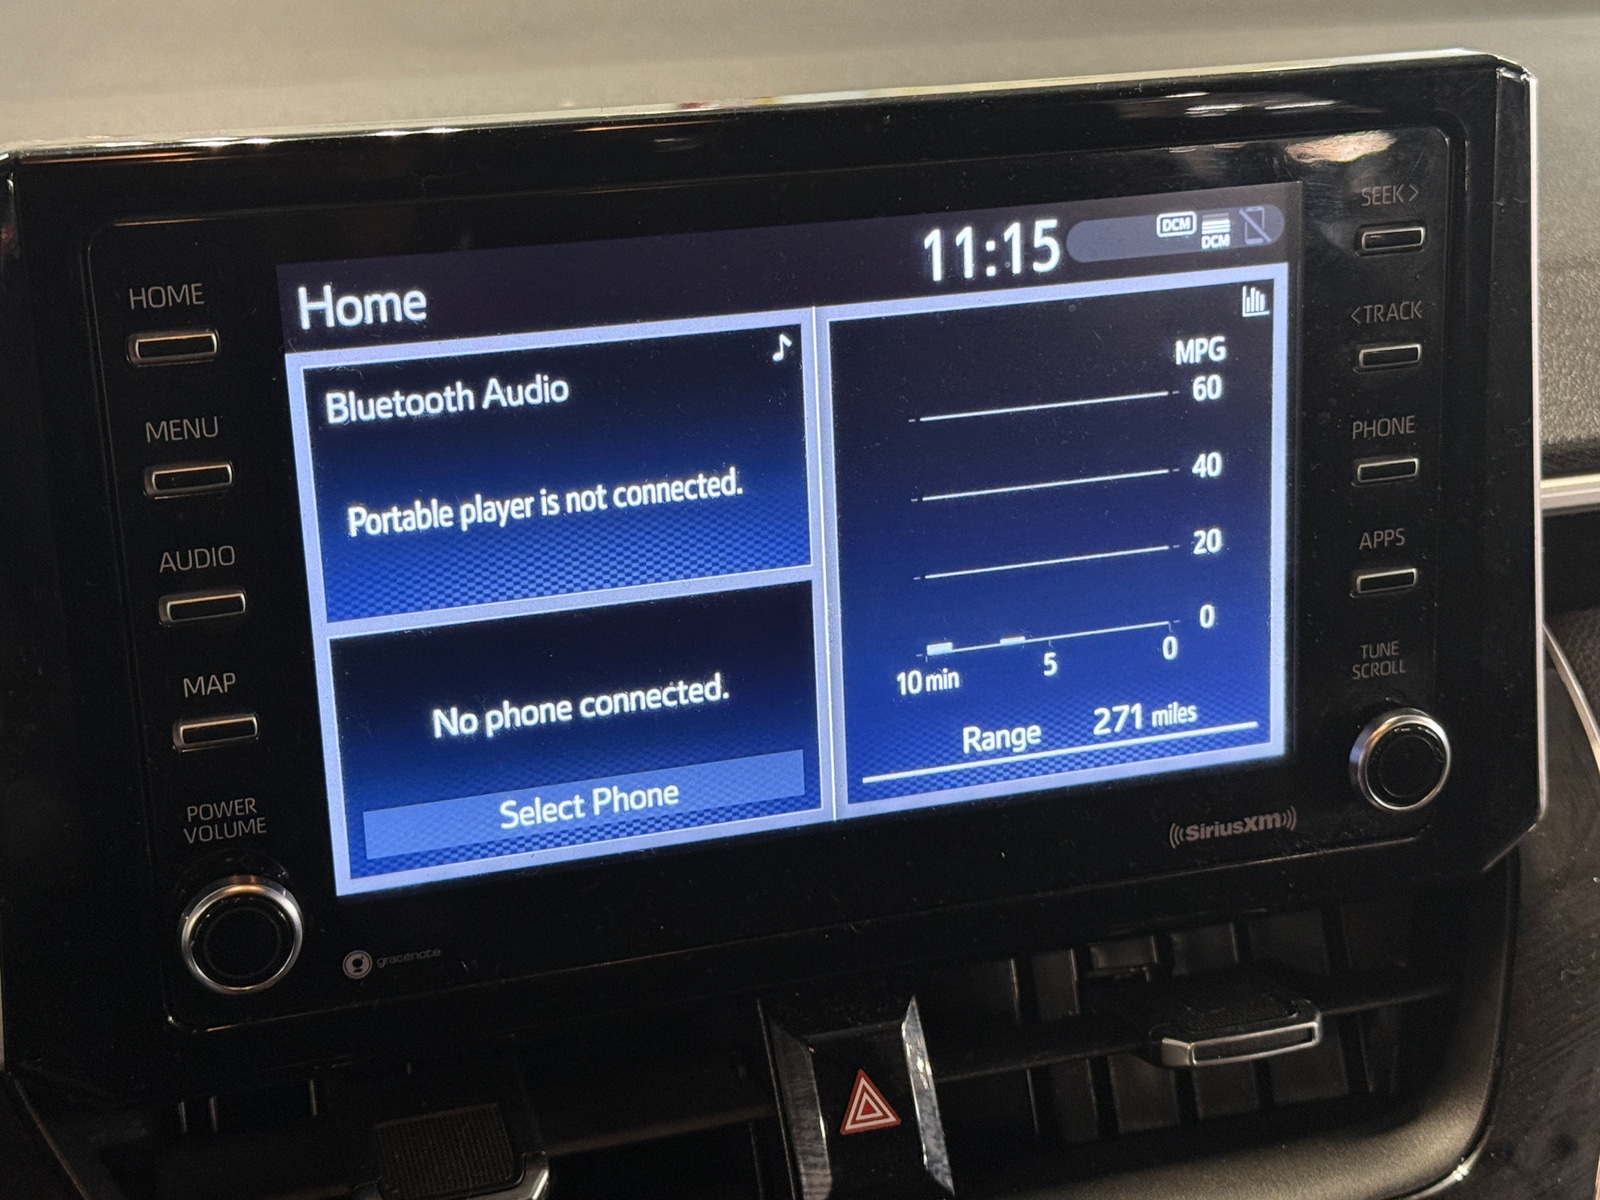 HOME
MENU
AUDIO
MAP
POWER
VOLUME
Home
11:15
DCM
DCM
Bluetooth Audio
Portable player is not connected.
No phone connected.
Select Phone
MPG
60
40
20
0
10 min
5
0
Range 271 miles
SEEK >
< TRACK
PHONE
APPS
TUNE
SCROLL
((SiriusXM))
gracenote